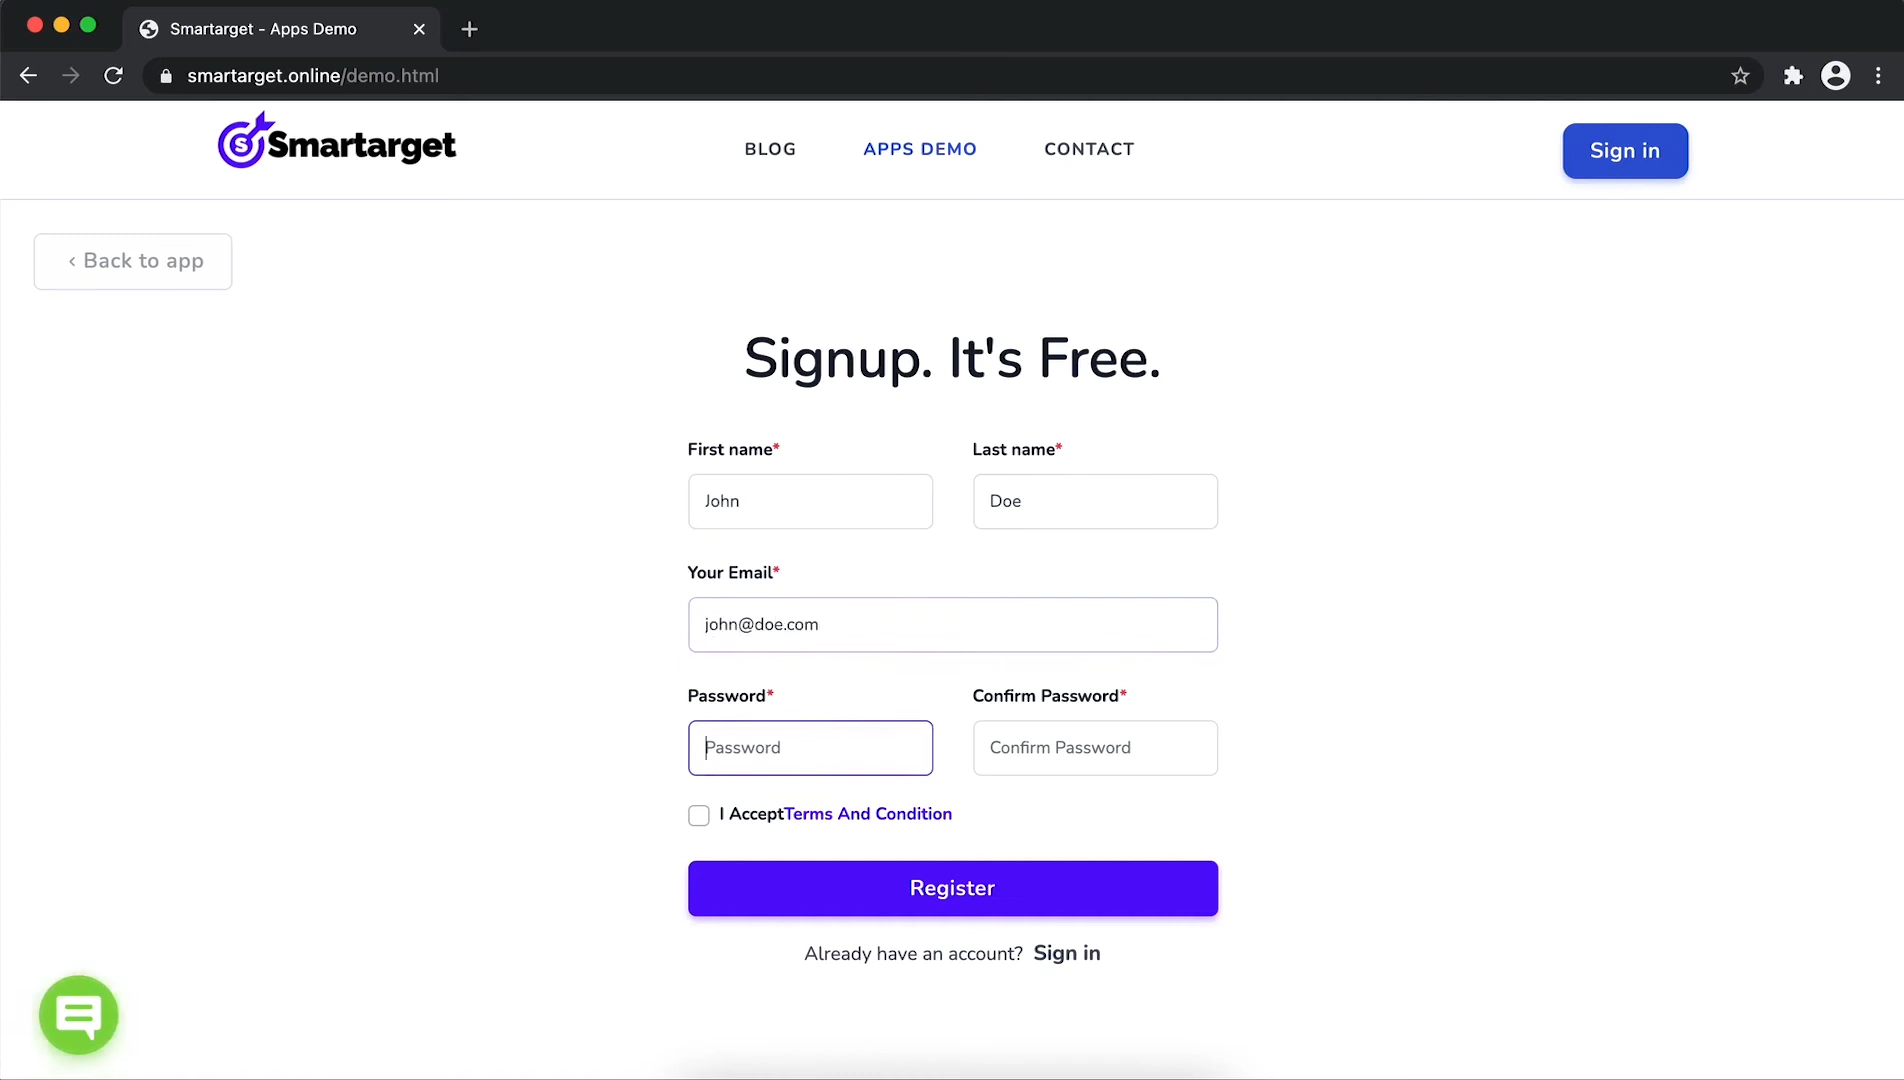 Smartarget - Apps Demo
smartarget.online/demo.html
Smartarget
BLOG
APPS DEMO
CONTACT
Sign in
‹ Back to app
Signup. It's Free.
First name*
Last name*
John
Doe
Your Email*
john@doe.com
Password*
Confirm Password*
Password
Confirm Password
I AcceptTerms And Condition
Register
Already have an account? Sign in